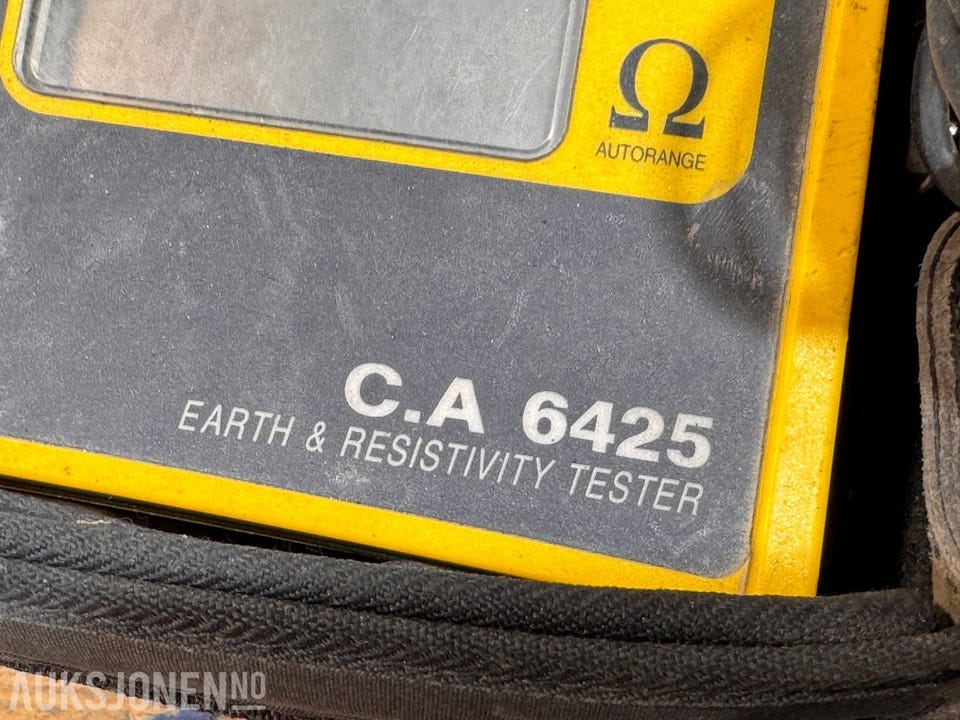 Ω
AUTORANGE
C.A 6425
EARTH & RESISTIVITY TESTER
AUKSJONEN.NO